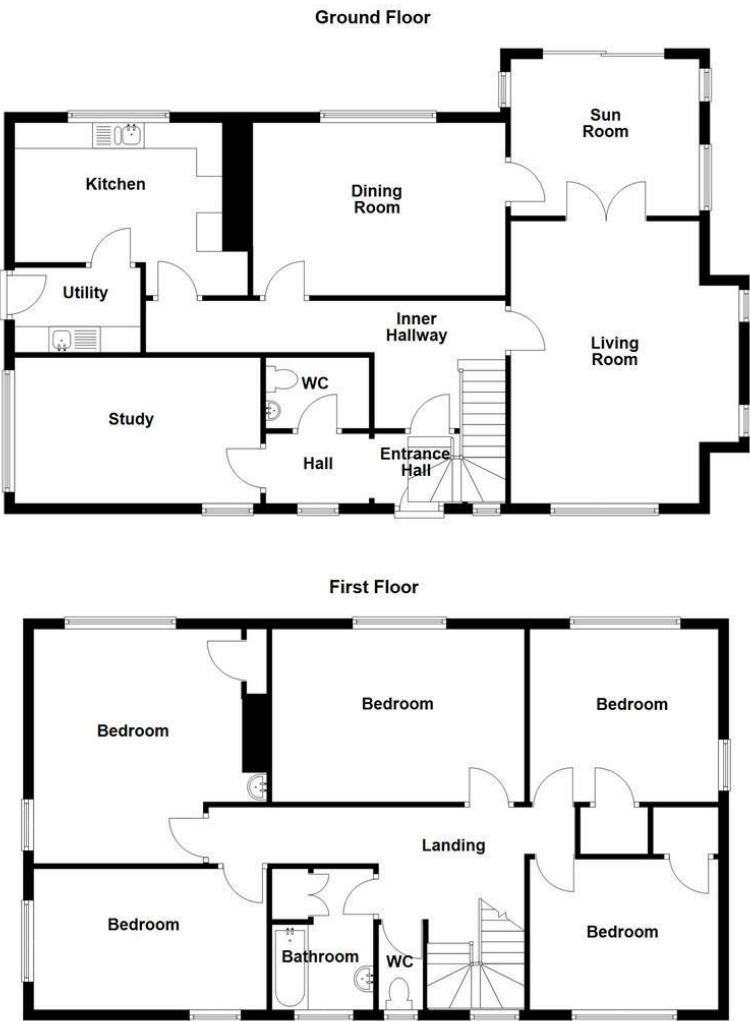 Ground Floor
Sun
Room
Kitchen
Dining
Room
Utility
Inner
Hallway
Living
Room
WC
Study
Hall
Entrance
Hall
First Floor
Bedroom
Bedroom
Bedroom
Landing
Bedroom
Bedroom
Bathroom
WC